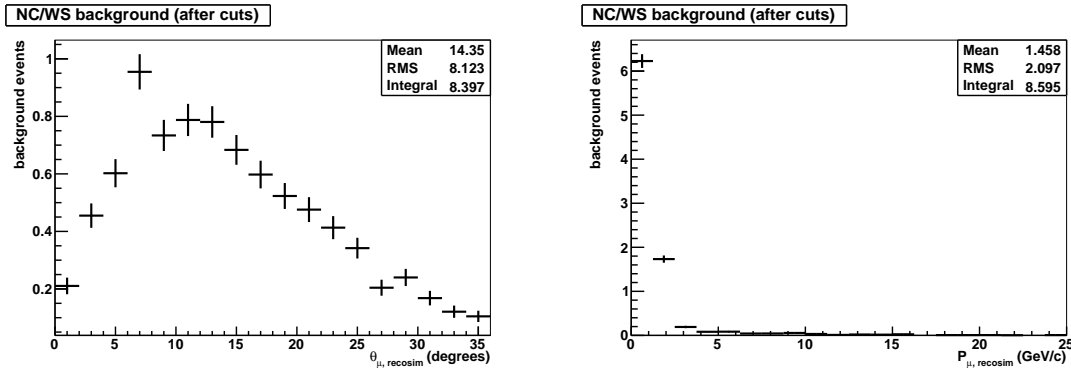 NC/WS background (after cuts)
background events
Mean 14.35
RMS 8.123
Integral 8.397
1
0.8
0.6
0.4
0.2
0 5 10 15 20 25 30 35
θμ, recosim (degrees)
NC/WS background (after cuts)
background events
Mean 1.458
RMS 2.097
Integral 8.595
6
5
4
3
2
1
0
0 5 10 15 20 25
Pμ, recosim (GeV/c)